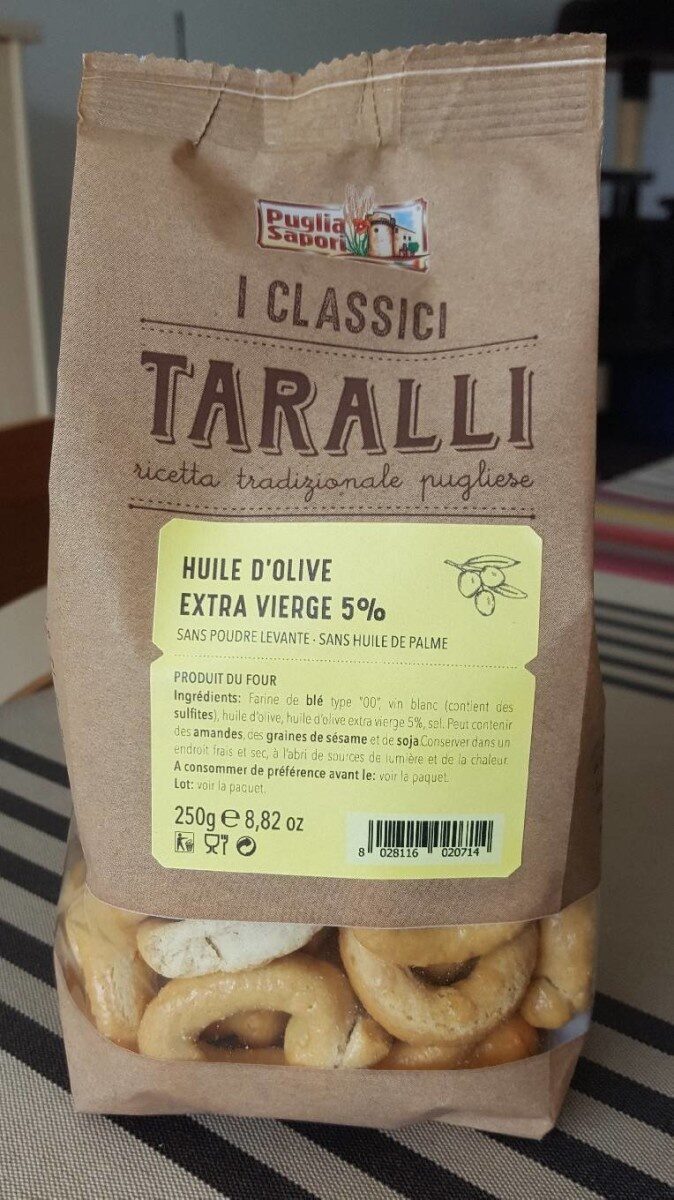 Puglia
Sapori
I CLASSICI
TARALLI
ricetta tradizionale pugliese
HUILE D'OLIVE
EXTRA VIERGE 5%
SANS POUDRE LEVANTE - SANS HUILE DE PALME
PRODUIT DU FOUR
Ingrédients: Farine de blé type "00", vin blanc (contient des
sulfites), huile d'olive, huile d'olive extra vierge 5%, sel. Peut contenir
des amandes, des graines de sésame et de soja.Conserver dans un
endroit frais et sec, à l'abri de sources de lumière et de la chaleur.
A consommer de préférence avant le: voir la paquet.
Lot: voir la paquet.
250g e 8,82 oz
8 028116 020714